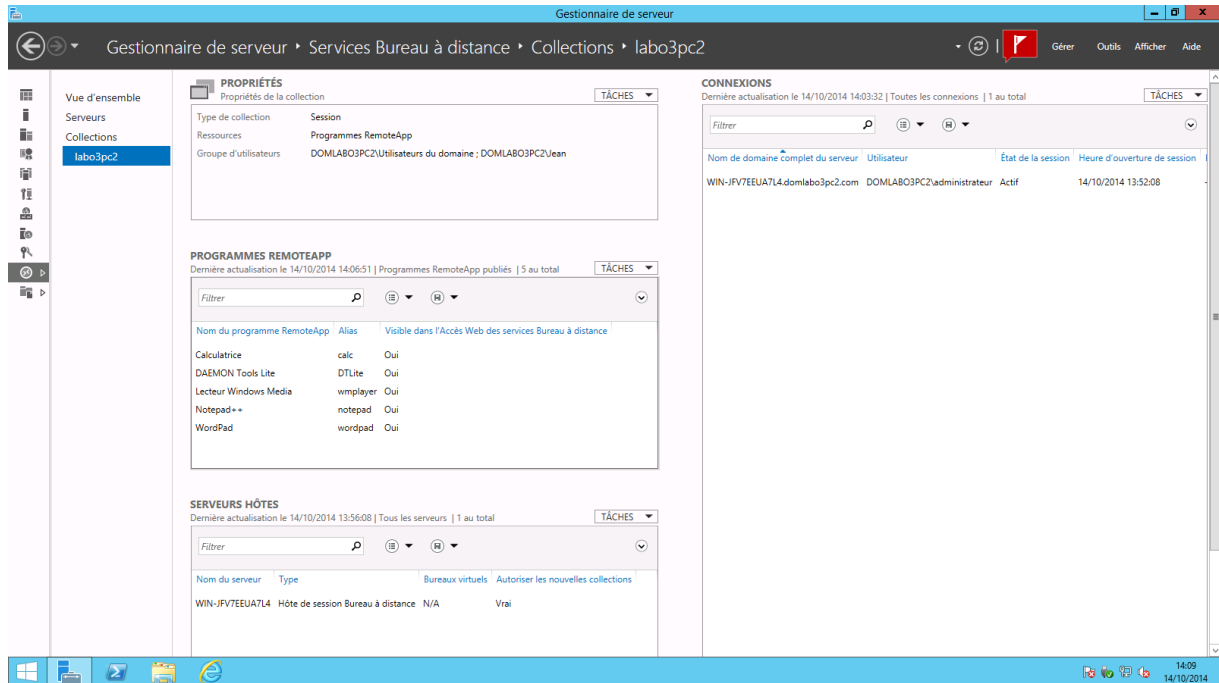 Gestionnaire de serveur
Gestionnaire de serveur ‣ Services Bureau à distance ‣ Collections ‣ labo3pc2
Gérer Outils Afficher Aide
Vue d'ensemble
Serveurs
Collections
labo3pc2
PROPRIÉTÉS
Propriétés de la collection
TÂCHES
Type de collection Session
Ressources Programmes RemoteApp
Groupe d'utilisateurs DOMLABO3PC2\Utilisateurs du domaine ; DOMLABO3PC2\Jean
PROGRAMMES REMOTEAPP
Dernière actualisation le 14/10/2014 14:06:51 | Programmes RemoteApp publiés | 5 au total
TÂCHES
Filtrer
Nom du programme RemoteApp Alias Visible dans l'Accès Web des services Bureau à distance
Calculatrice calc Oui
DAEMON Tools Lite DTLite Oui
Lecteur Windows Media wmplayer Oui
Notepad++ notepad Oui
WordPad wordpad Oui
SERVEURS HÔTES
Dernière actualisation le 14/10/2014 13:56:08 | Tous les serveurs | 1 au total
TÂCHES
Filtrer
Nom du serveur Type Bureaux virtuels Autoriser les nouvelles collections
WIN-JFV7EEUA7L4 Hôte de session Bureau à distance N/A Vrai
CONNEXIONS
Dernière actualisation le 14/10/2014 14:03:32 | Toutes les connexions | 1 au total
TÂCHES
Filtrer
Nom de domaine complet du serveur Utilisateur État de la session Heure d'ouverture de session
WIN-JFV7EEUA7L4.domlabo3pc2.com DOMLABO3PC2\administrateur Actif 14/10/2014 13:52:08 -
14:09
14/10/2014